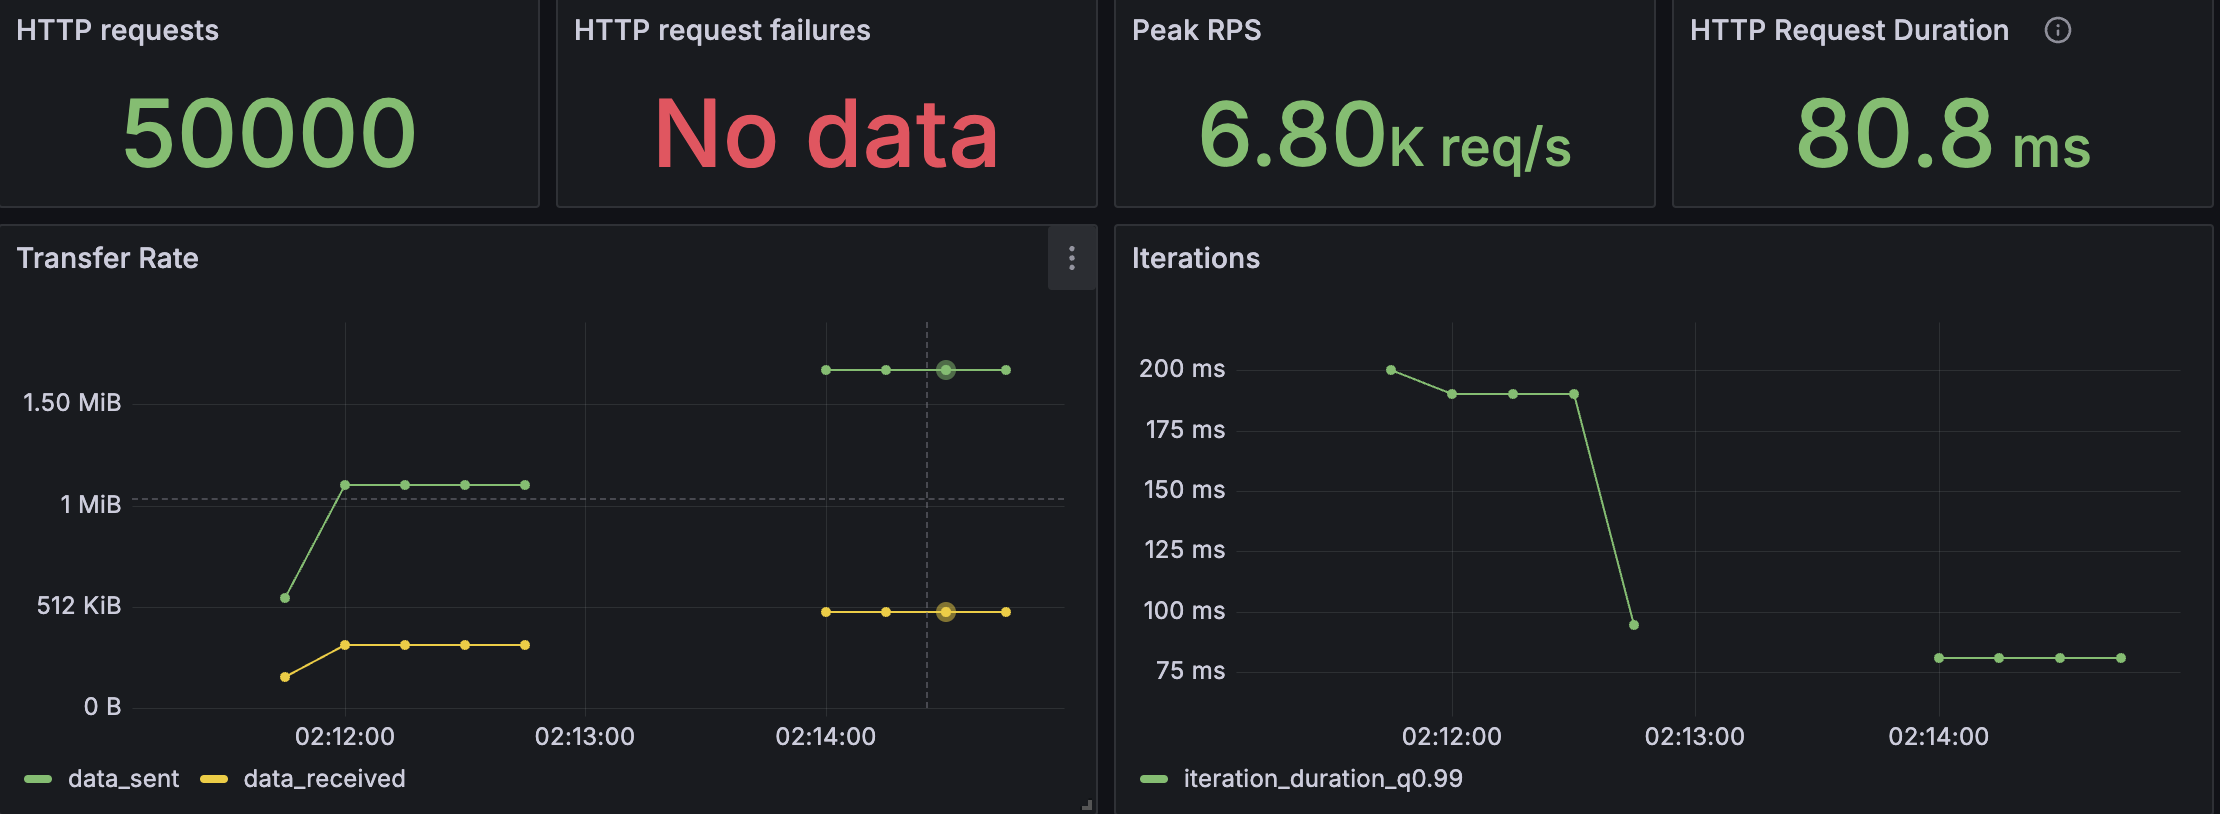 HTTP requests
50000
HTTP request failures
No data
Peak RPS
6.80K req/s
HTTP Request Duration
80.8 ms
Transfer Rate
1.50 MiB
1 MiB
512 KiB
0 B
02:12:00
02:13:00
02:14:00
data_sent
data_received
Iterations
200 ms
175 ms
150 ms
125 ms
100 ms
75 ms
02:12:00
02:13:00
02:14:00
iteration_duration_q0.99